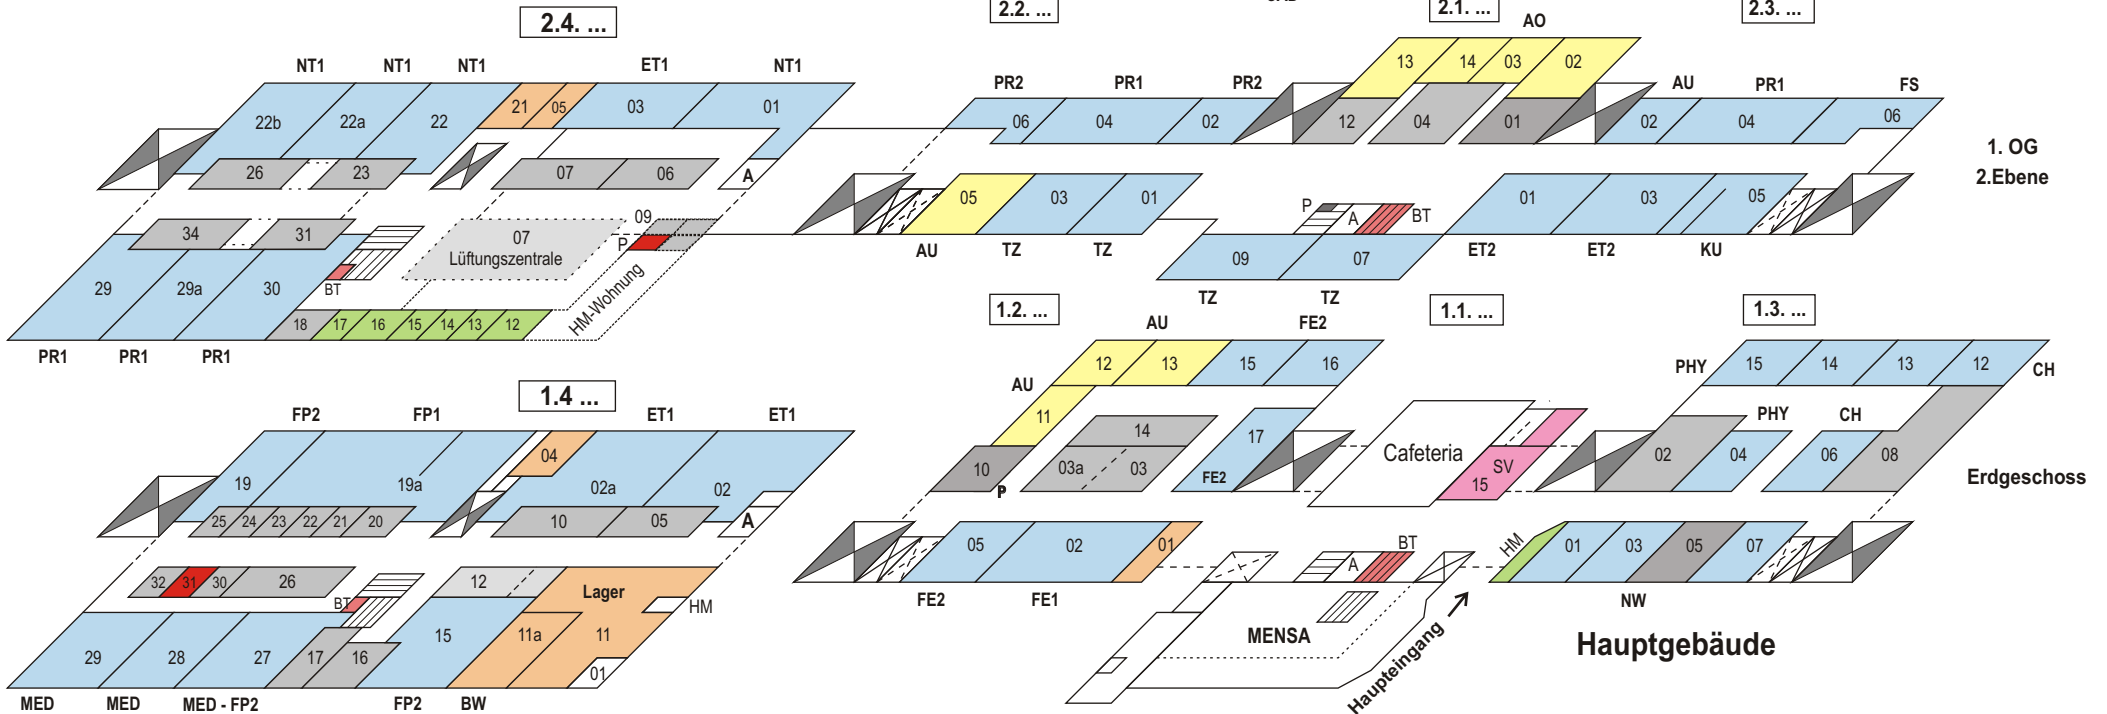 2.4. ...
2.2. ...
2.1. ...
AO
2.3. ...
NT1 NT1 NT1 ET1 NT1
22b 22a 22 21 05 03 01
26 23 07 06 A
34 31 07 Lüftungszentrale 09 P
29 29a 30 BT HM-Wohnung
18 17 16 15 14 13 12
PR1 PR1 PR1
PR2 PR1 PR2 AU PR1 FS
13 14 03 02
06 04 02 12 04 01 02 04 06
05 03 01 P A BT 01 03 05
AU TZ TZ 09 07 ET2 ET2 KU
TZ TZ
1. OG
2.Ebene
1.4 ...
FP2 FP1 ET1 ET1
19 19a 04 02a 02
25 24 23 22 21 20 10 05 A
32 31 30 26 BT 12 Lager HM
29 28 27 17 16 15 11a 11 01
MED MED MED - FP2 FP2 BW
1.2. ...
1.1. ...
1.3. ...
AU FE2
12 13 15 16 PHY 15 14 13 12 CH
AU 11 14 17 Cafeteria PHY CH
10 P 03a 03 FE2 SV 15 02 04 06 08
Erdgeschoss
05 02 01 BT A HM 01 03 05 07
FE2 FE1 MENSA NW
Haupteingang
Hauptgebäude